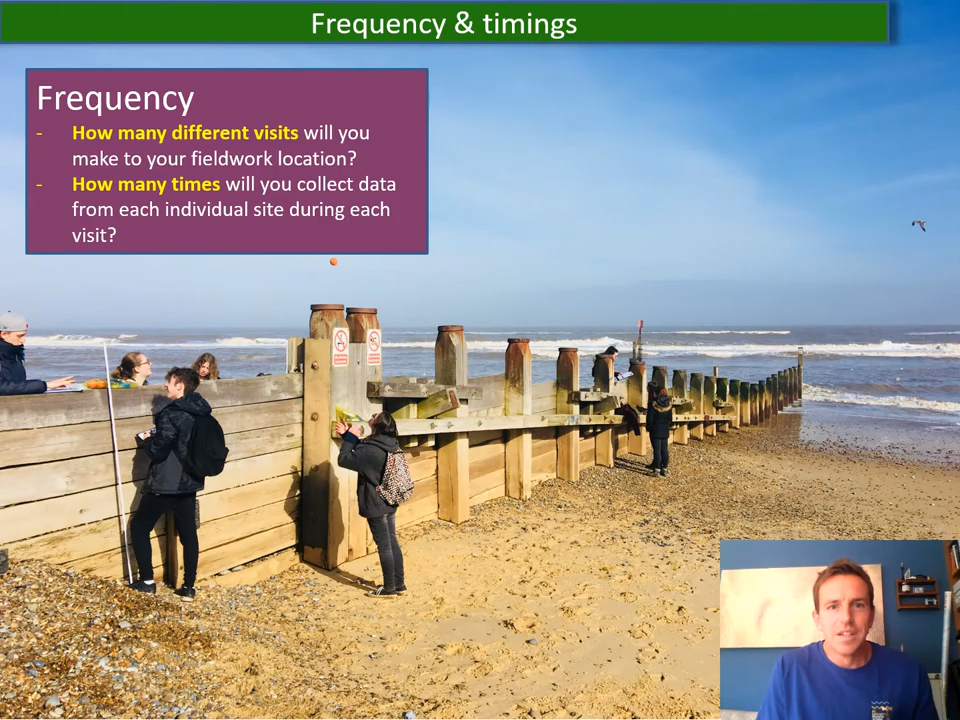 Frequency & timings
Frequency
- How many different visits will you
make to your fieldwork location?
- How many times will you collect data
from each individual site during each
visit?